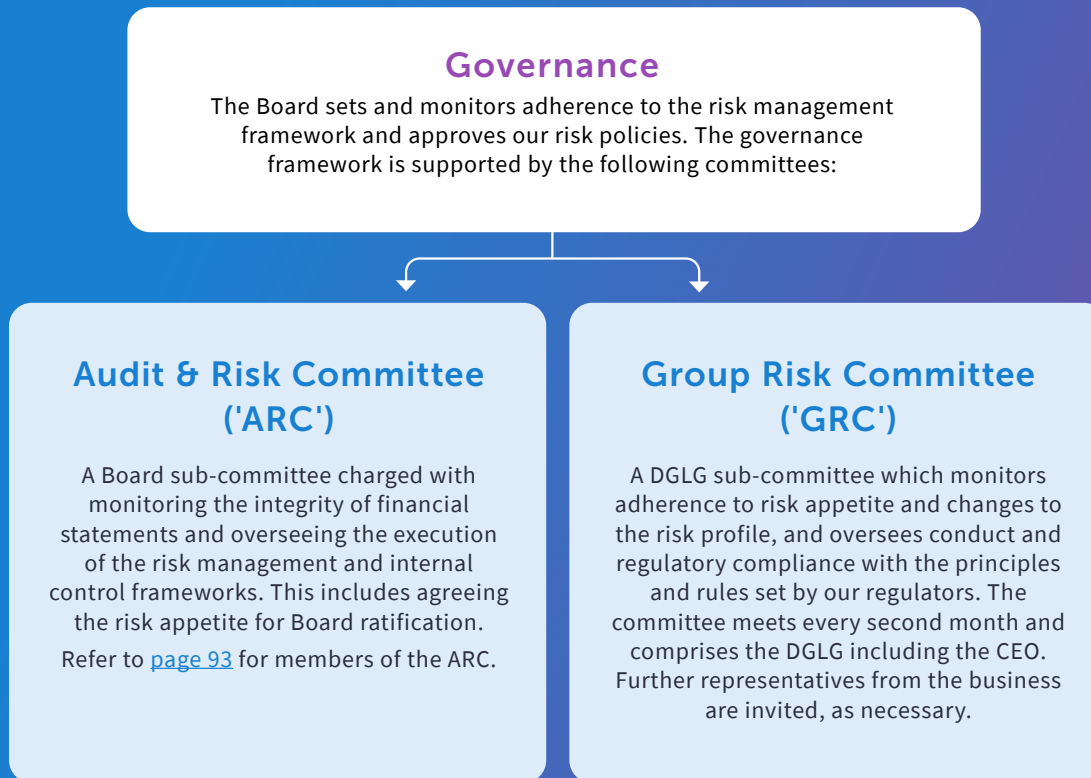 Governance
The Board sets and monitors adherence to the risk management
framework and approves our risk policies. The governance
framework is supported by the following committees:
Audit & Risk Committee
('ARC')
A Board sub-committee charged with
monitoring the integrity of financial
statements and overseeing the execution
of the risk management and internal
control frameworks. This includes agreeing
the risk appetite for Board ratification.
Refer to page 93 for members of the ARC.
Group Risk Committee
('GRC')
A DGLG sub-committee which monitors
adherence to risk appetite and changes to
the risk profile, and oversees conduct and
regulatory compliance with the principles
and rules set by our regulators. The
committee meets every second month and
comprises the DGLG including the CEO.
Further representatives from the business
are invited, as necessary.